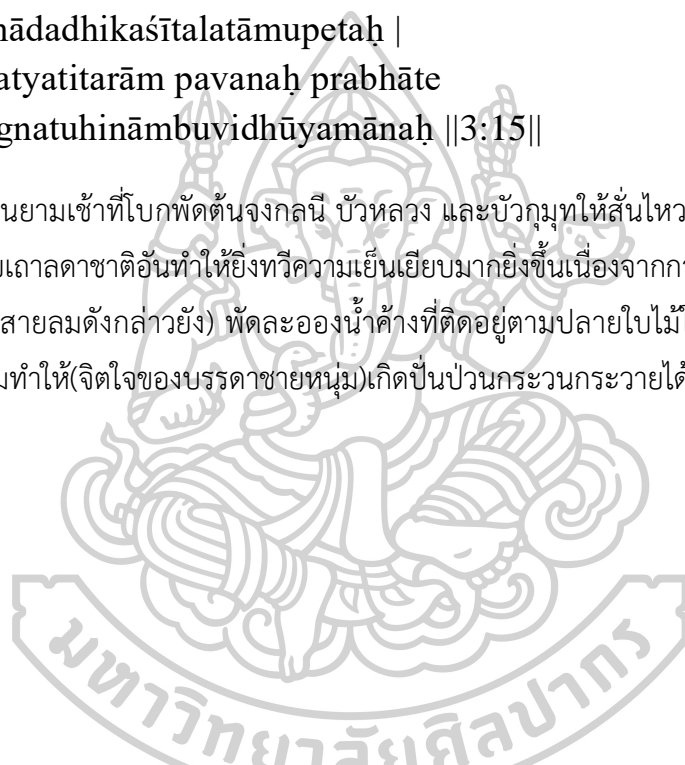 nādadhikaśītalatāmupetaḥ |
atyatitarām pavanaḥ prabhāte
gnatuhināmbuvidhūyamānaḥ ||3:15||
นยามเช้าที่โบกพัดต้นจงกลนี บัวหลวง และบัวกุมุทให้สั่นไหว
เถาลดาชาติอันทำให้ยิ่งทวีความเย็นเยียบมากยิ่งขึ้นเนื่องจากกา
สายลมดังกล่าวยัง) พัดละอองน้ำค้างที่ติดอยู่ตามปลายใบไม้ใ
มทำให้(จิตใจของบรรดาชายหนุ่ม)เกิดปั่นป่วนกระวนกระวายได้
มหาวิทยาลัยศิลปากร